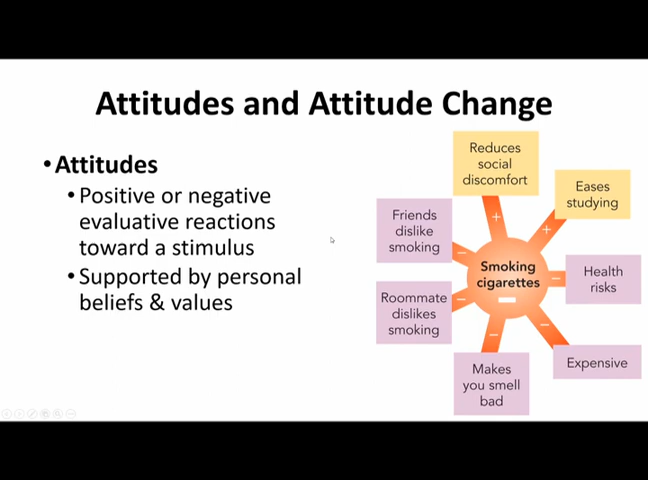 Attitudes and Attitude Change
•Attitudes
•Positive or negative
evaluative reactions
toward a stimulus
•Supported by personal
beliefs & values
Reduces
social
discomfort
Eases
studying
Friends
dislike
smoking
+
+
−
Smoking
cigarettes
−
−
Health
risks
Roommate
dislikes
smoking
−
−
−
Expensive
Makes
you smell
bad